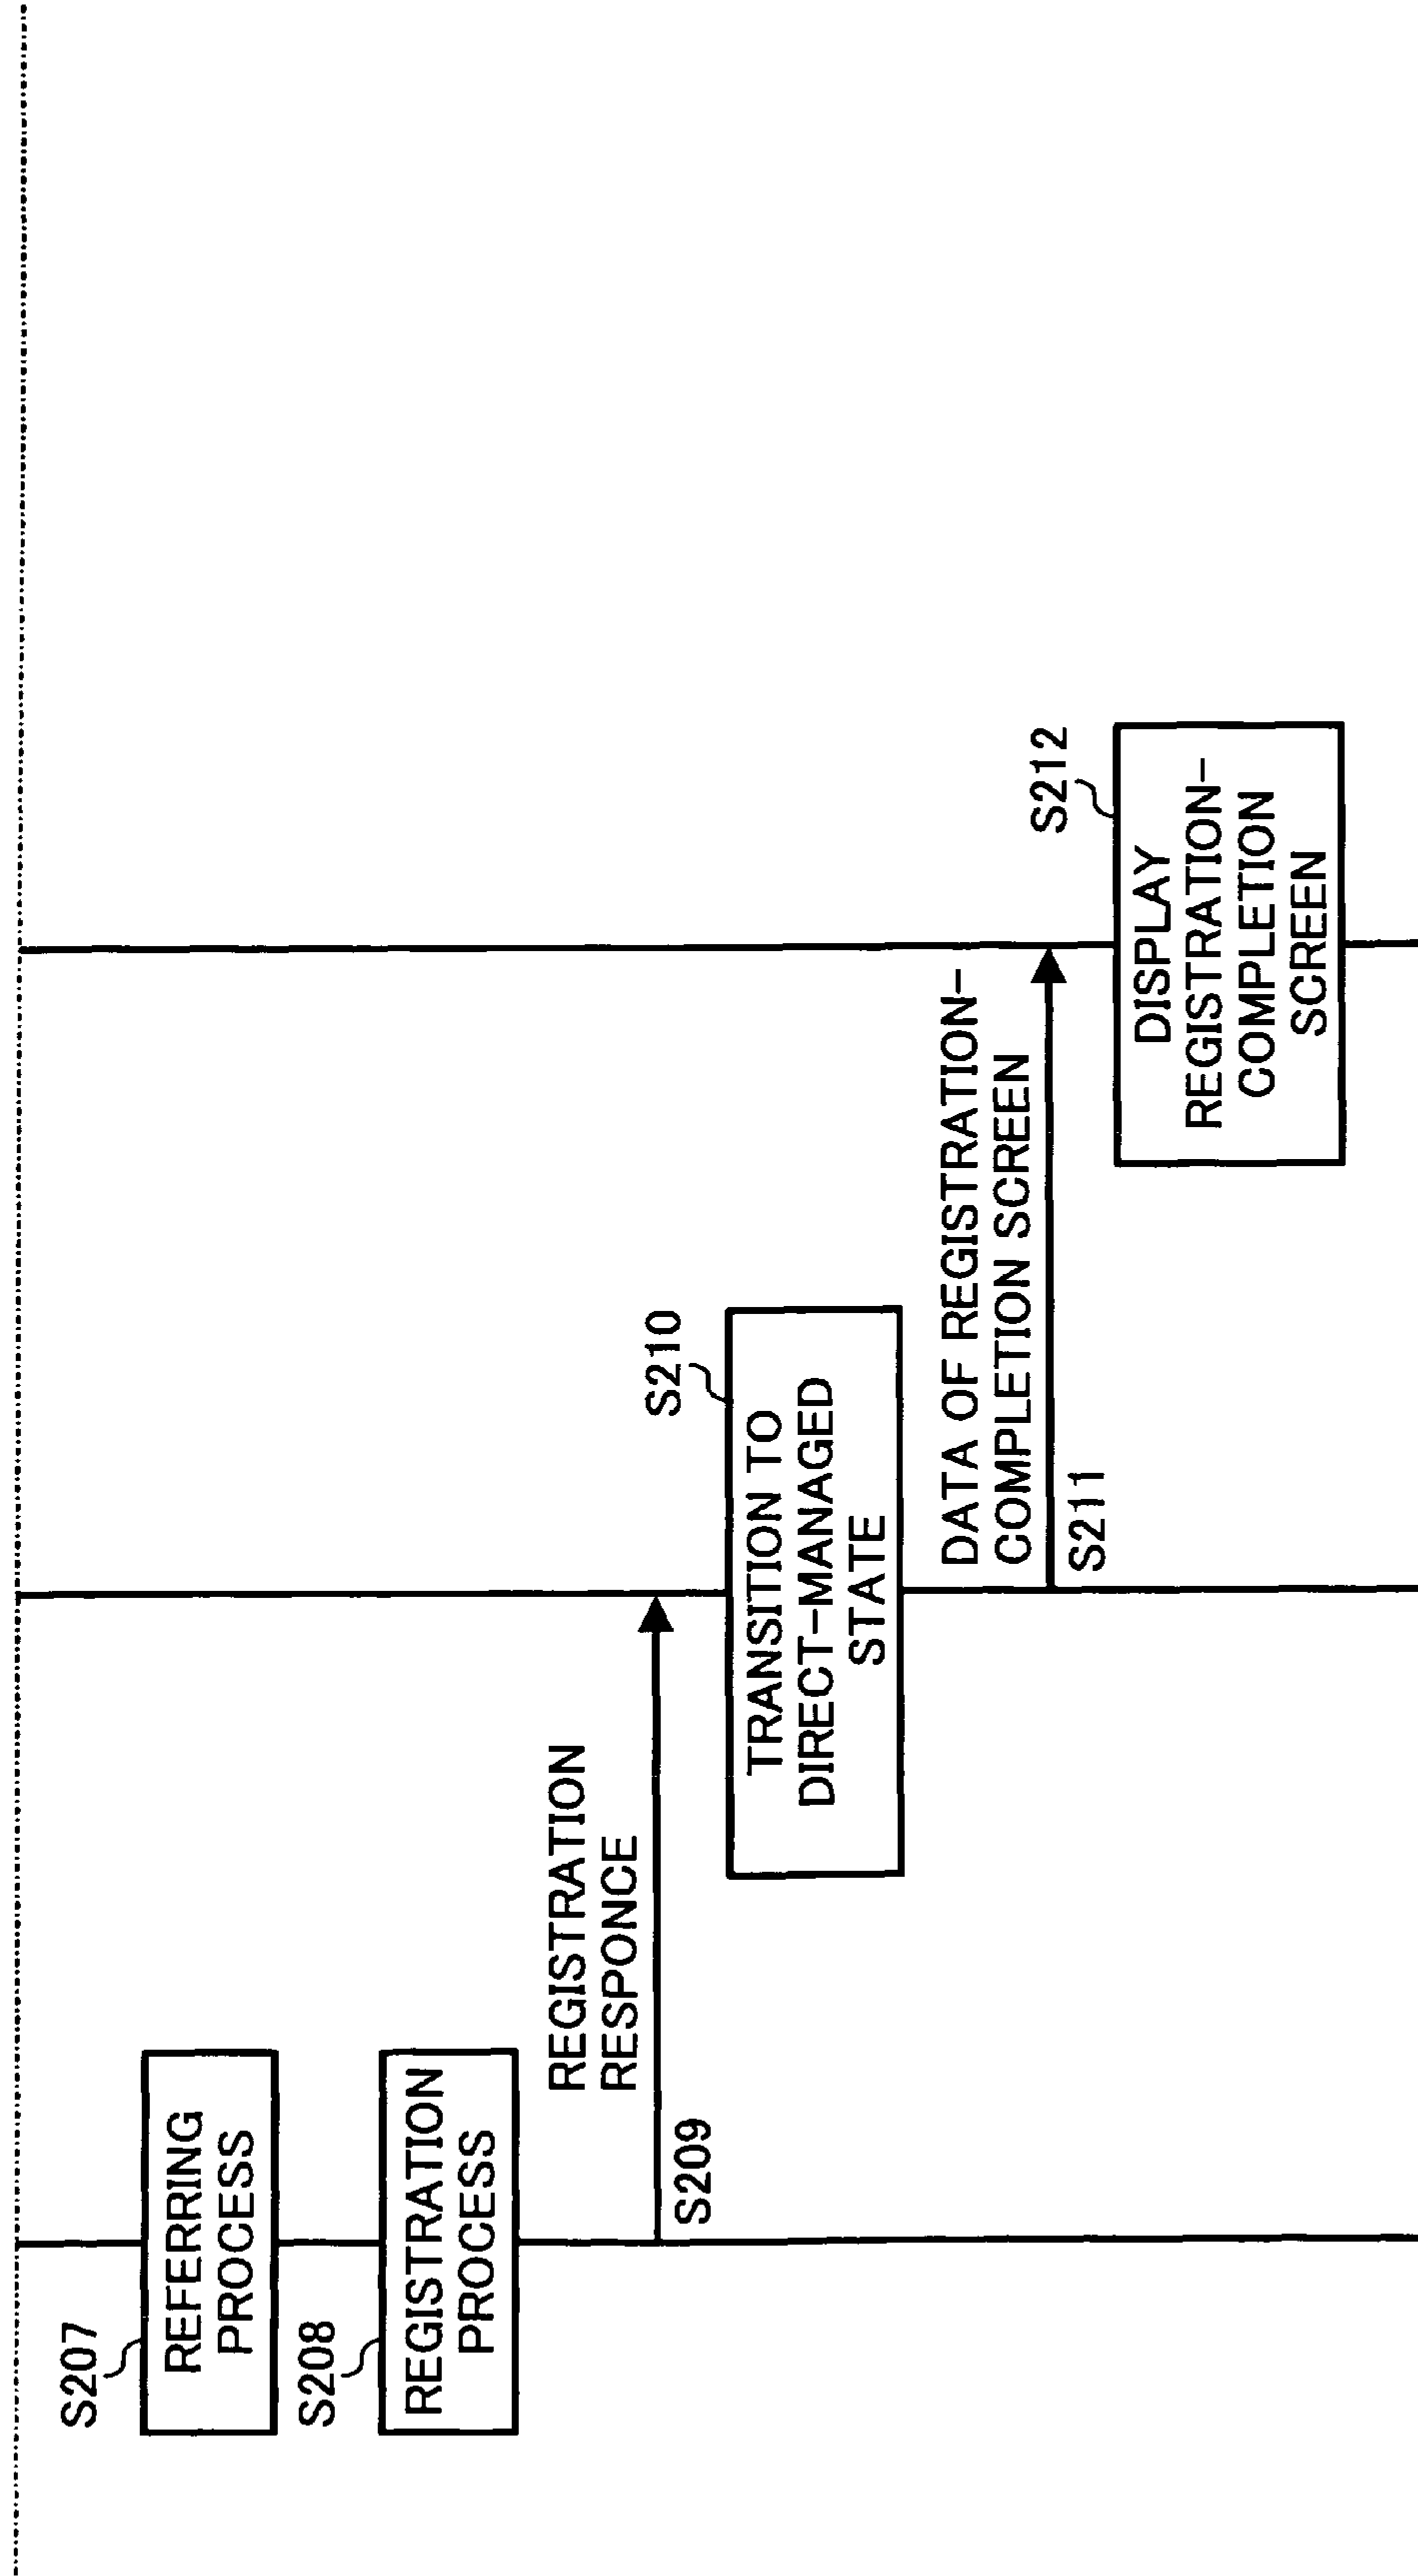 S207
REFERRING
PROCESS
S208
REGISTRATION
PROCESS
REGISTRATION
RESPONCE
S209
S210
TRANSITION TO
DIRECT-MANAGED
STATE
DATA OF REGISTRATION-
COMPLETION SCREEN
S211
S212
DISPLAY
REGISTRATION-
COMPLETION
SCREEN